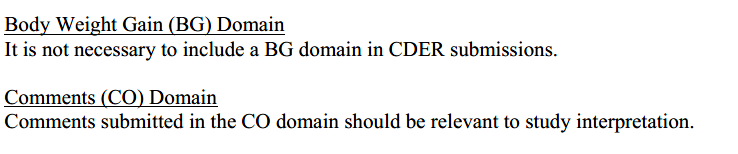 Body Weight Gain (BG) Domain
It is not necessary to include a BG domain in CDER submissions.
Comments (CO) Domain
Comments submitted in the CO domain should be relevant to study interpretation.